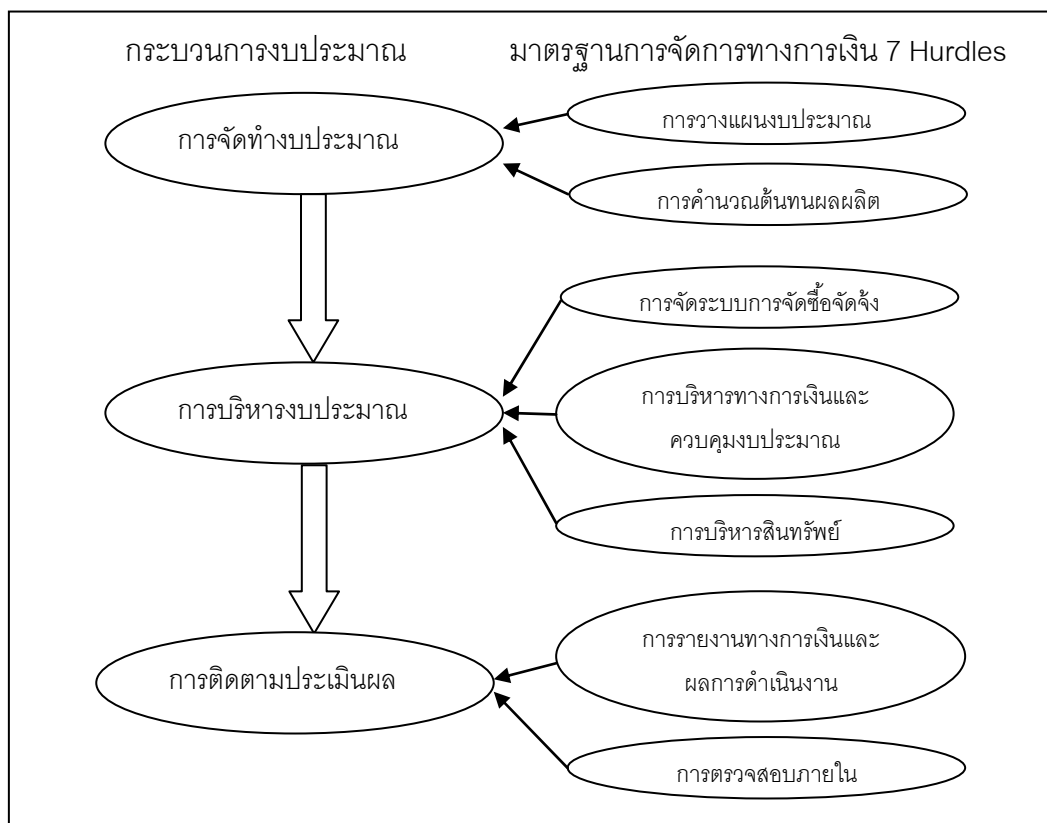 กระบวนการงบประมาณ
มาตรฐานการจัดการทางการเงิน 7 Hurdles
การจัดทำงบประมาณ
การวางแผนงบประมาณ
การคำนวณต้นทนผลผลิต
การบริหารงบประมาณ
การจัดระบบการจัดซื้อจัดจ้ง
การบริหารทางการเงินและ
ควบคุมงบประมาณ
การบริหารสินทรัพย์
การติดตามประเมินผล
การรายงานทางการเงินและ
ผลการดำเนินงาน
การตรวจสอบภายใน